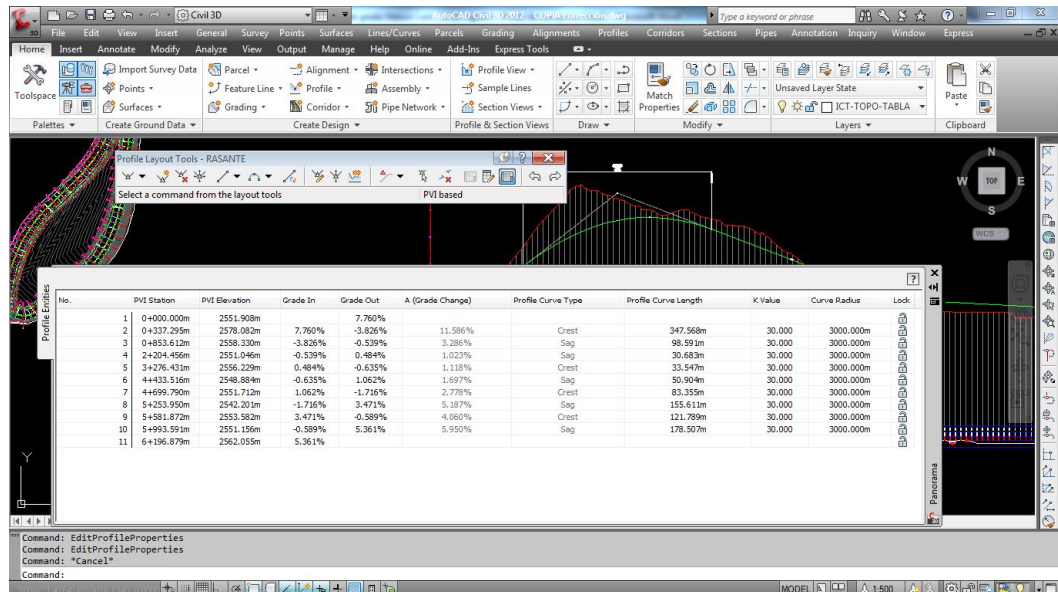 Civil 3D
AutoCAD Civil 3D 2012 COPIA corrección.dwg
Type a keyword or phrase
3D
File Edit View Insert General Survey Points Surfaces Lines/Curves Parcels Grading Alignments Profiles Corridors Sections Pipes Annotation Inquiry Window Express
Home Insert Annotate Modify Analyze View Output Manage Help Online Add-Ins Express Tools
Toolspace
Import Survey Data
Points
Surfaces
Parcel
Feature Line
Grading
Alignment
Profile
Corridor
Intersections
Assembly
Pipe Network
Profile View
Sample Lines
Section Views
Match Properties
Unsaved Layer State
ICT-TOPO-TABLA
Paste
Palettes Create Ground Data Create Design Profile & Section Views Draw Modify Layers Clipboard
Profile Layout Tools - RASANTE
Select a command from the layout tools PVI based
N
W TOP E
S
WCS
Profile Entities
No. PVI Station PVI Elevation Grade In Grade Out A (Grade Change) Profile Curve Type Profile Curve Length K Value Curve Radius Lock
1 0+000.000m 2551.908m 7.760%
2 0+337.295m 2578.082m 7.760% -3.826% 11.586% Crest 347.568m 30.000 3000.000m
3 0+853.612m 2558.330m -3.826% -0.539% 3.286% Sag 98.591m 30.000 3000.000m
4 2+204.456m 2551.046m -0.539% 0.484% 1.023% Sag 30.683m 30.000 3000.000m
5 3+276.431m 2556.229m 0.484% -0.635% 1.118% Crest 33.547m 30.000 3000.000m
6 4+433.516m 2548.884m -0.635% 1.062% 1.697% Sag 50.904m 30.000 3000.000m
7 4+699.790m 2551.712m 1.062% -1.716% 2.778% Crest 83.355m 30.000 3000.000m
8 5+253.950m 2542.201m -1.716% 3.471% 5.187% Sag 155.611m 30.000 3000.000m
9 5+581.872m 2553.582m 3.471% -0.589% 4.060% Crest 121.789m 30.000 3000.000m
10 5+993.591m 2551.156m -0.589% 5.361% 5.950% Sag 178.507m 30.000 3000.000m
11 6+196.879m 2562.055m 5.361%
Panorama
Y
Command: EditProfileProperties
Command: EditProfileProperties
Command: *Cancel*
Command:
MODEL 1:500